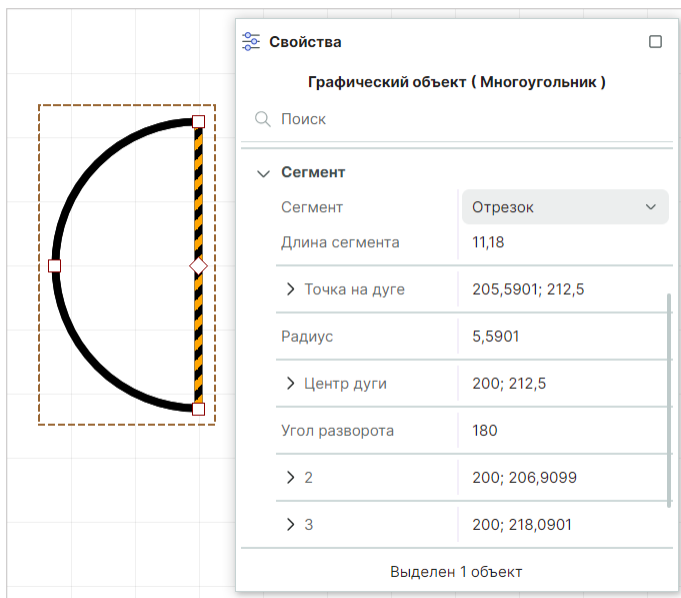 Свойства
Графический объект ( Многоугольник )
Поиск
Сегмент
Сегмент Отрезок
Длина сегмента 11,18
Точка на дуге 205,5901; 212,5
Радиус 5,5901
Центр дуги 200; 212,5
Угол разворота 180
2 200; 206,9099
3 200; 218,0901
Выделен 1 объект